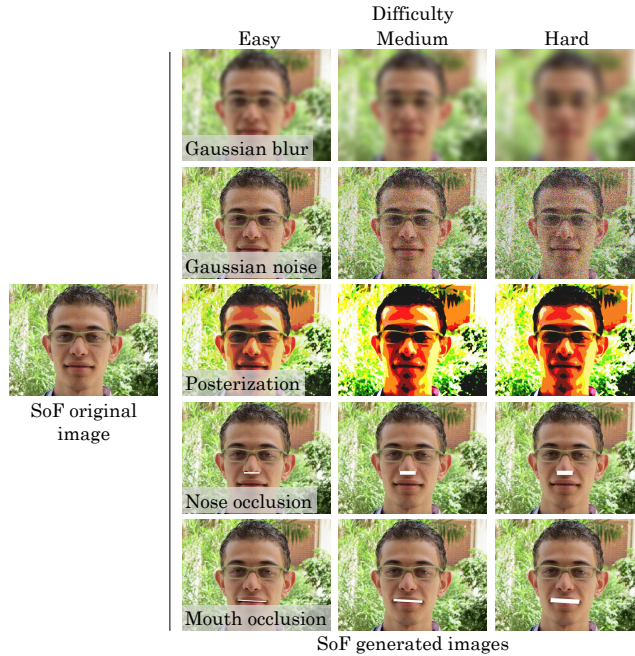 Difficulty
Easy
Medium
Hard
Gaussian blur
Gaussian noise
Posterization
Nose occlusion
Mouth occlusion
SoF original
image
SoF generated images